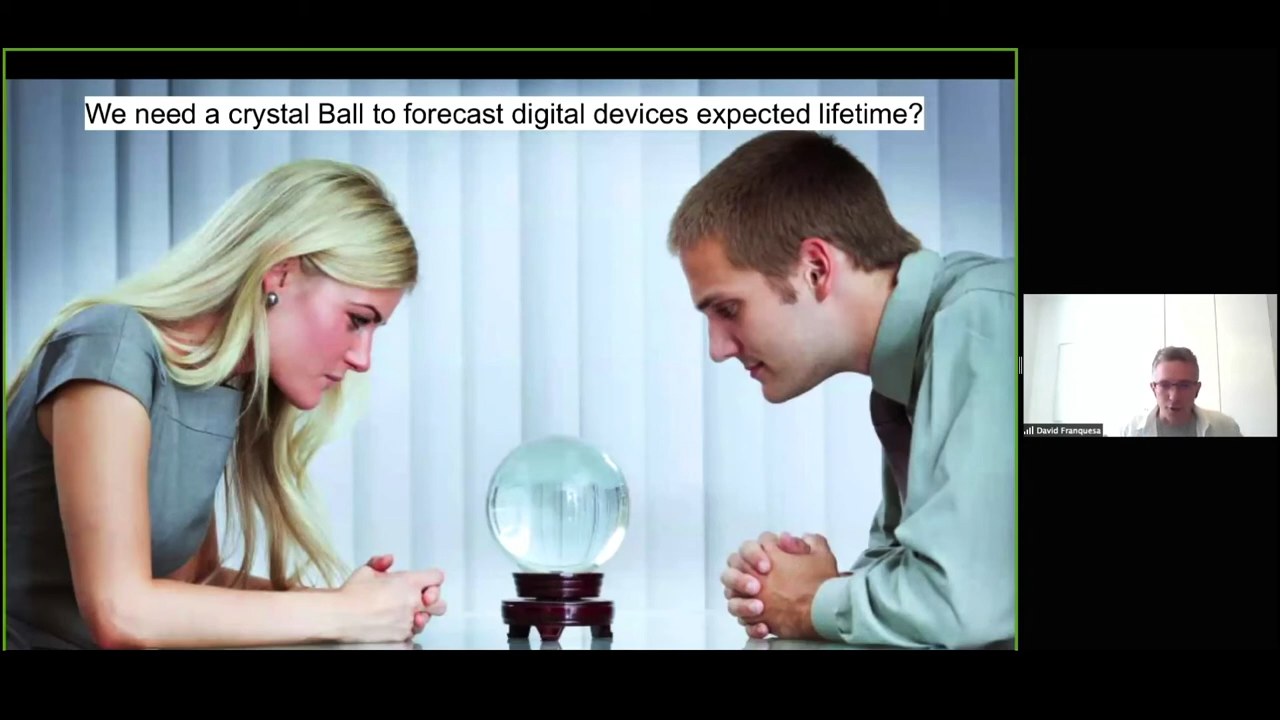 We need a crystal Ball to forecast digital devices expected lifetime?
David Franquesa